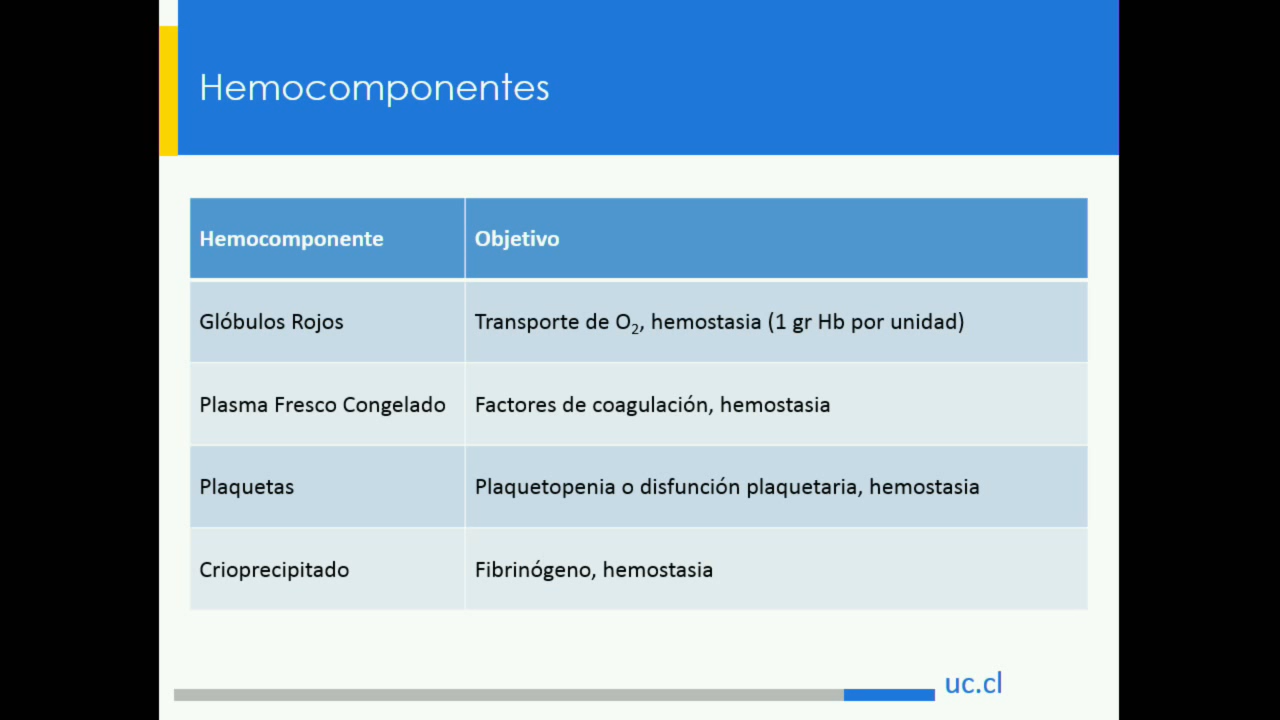 Hemocomponentes
Hemocomponente Objetivo
Glóbulos Rojos Transporte de O₂, hemostasia (1 gr Hb por unidad)
Plasma Fresco Congelado Factores de coagulación, hemostasia
Plaquetas Plaquetopenia o disfunción plaquetaria, hemostasia
Crioprecipitado Fibrinógeno, hemostasia
uc.cl